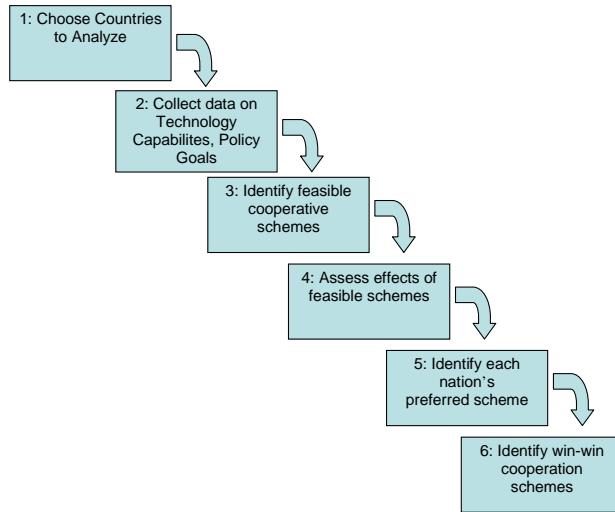 1: Choose Countries
to Analyze
2: Collect data on
Technology
Capabilites, Policy
Goals
3: Identify feasible
cooperative
schemes
4: Assess effects of
feasible schemes
5: Identify each
nation's
preferred scheme
6: Identify win-win
cooperation
schemes